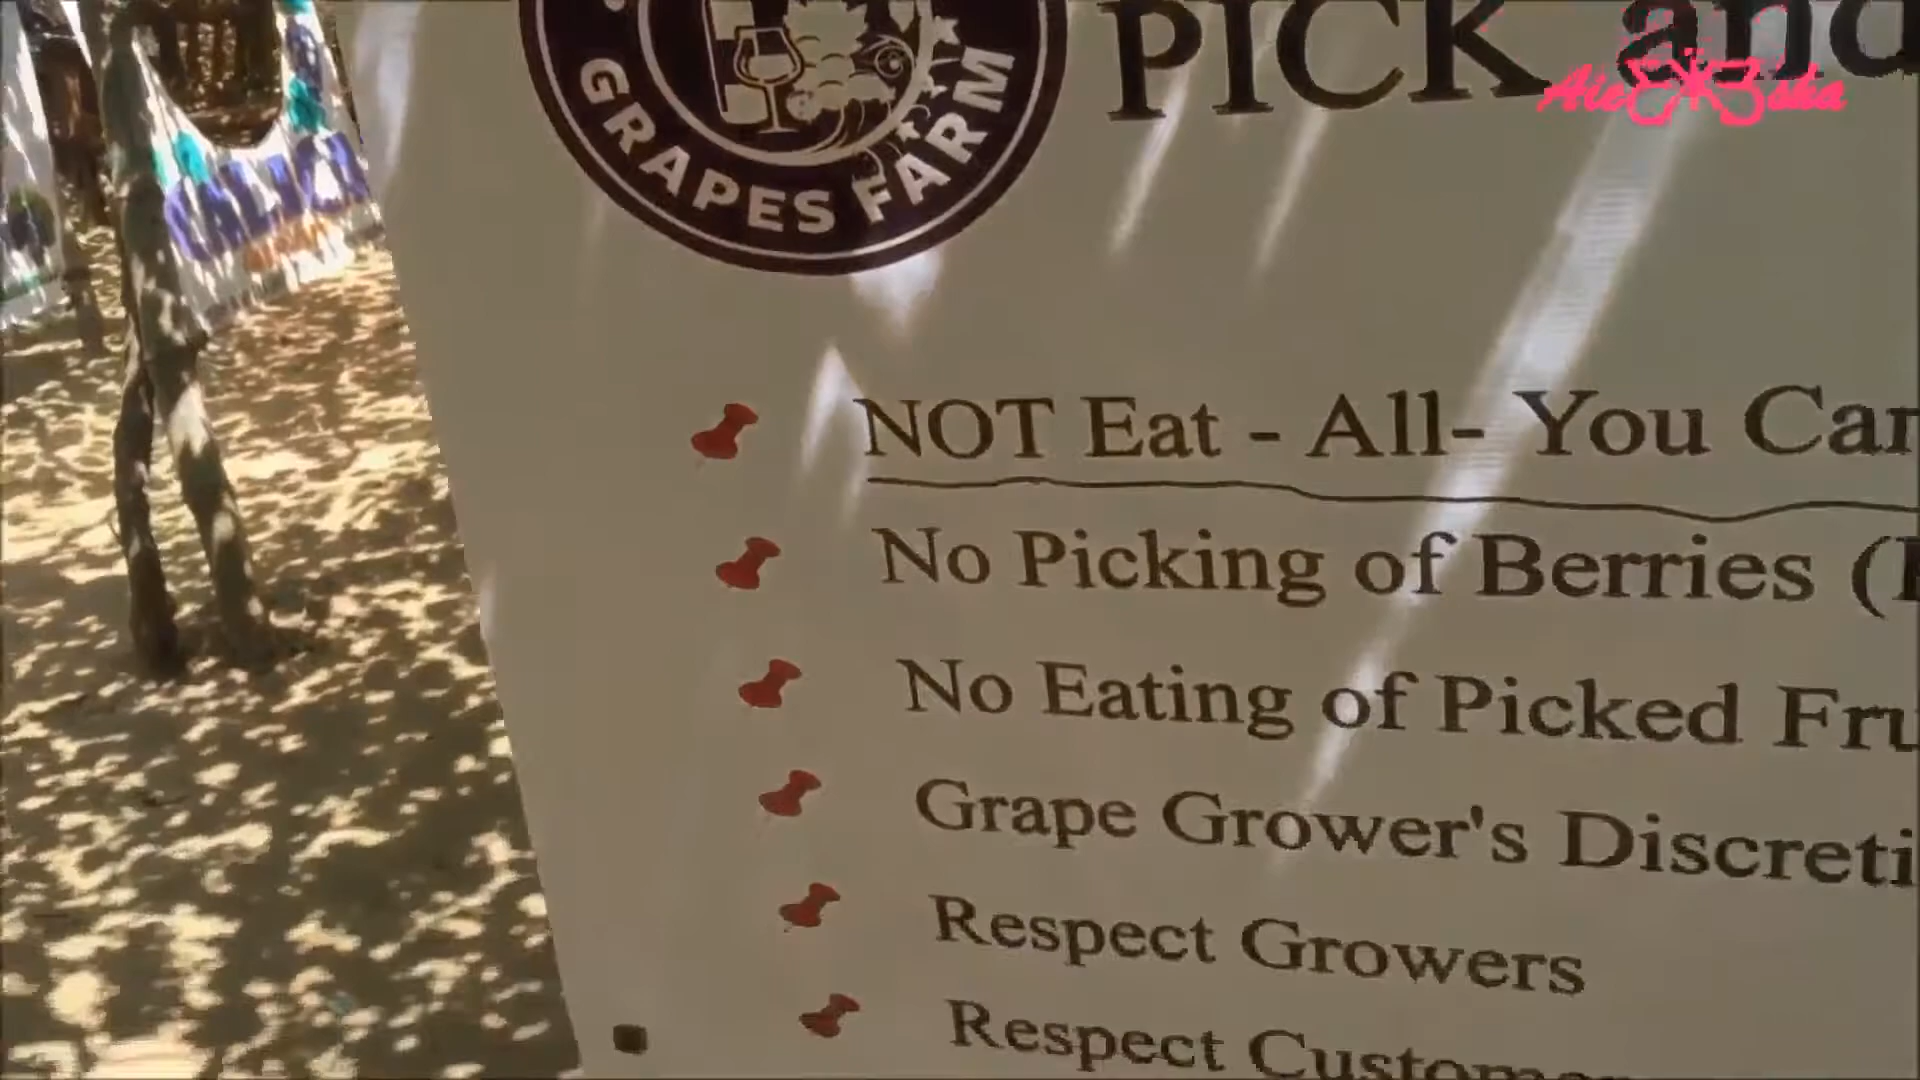 GRAPES FARM
PICK and
NOT Eat - All- You Can
No Picking of Berries (
No Eating of Picked Fru
Grape Grower's Discreti
Respect Growers
Respect Customer